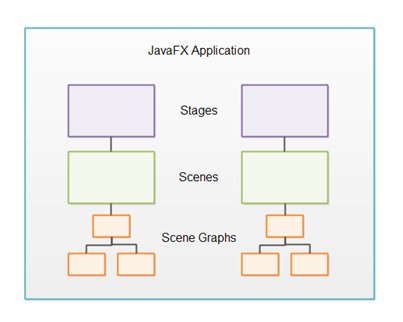 JavaFX Application
Stages
Scenes
Scene Graphs